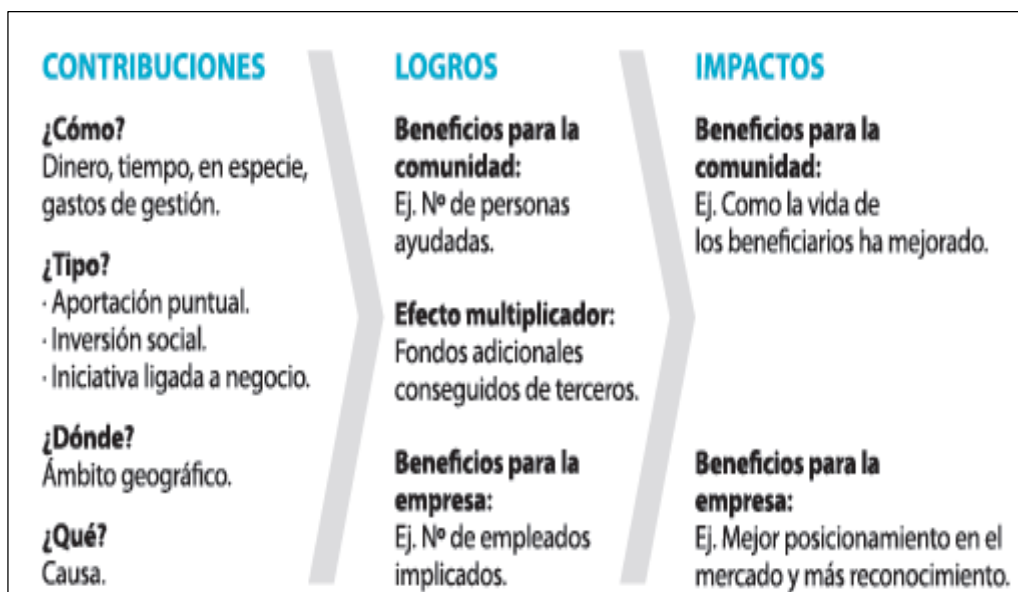 CONTRIBUCIONES
¿Cómo?
Dinero, tiempo, en especie,
gastos de gestión.
¿Tipo?
· Aportación puntual.
· Inversión social.
· Iniciativa ligada a negocio.
¿Dónde?
Ámbito geográfico.
¿Qué?
Causa.
LOGROS
Beneficios para la
comunidad:
Ej. Nº de personas
ayudadas.
Efecto multiplicador:
Fondos adicionales
conseguidos de terceros.
Beneficios para la
empresa:
Ej. Nº de empleados
implicados.
IMPACTOS
Beneficios para la
comunidad:
Ej. Como la vida de
los beneficiarios ha mejorado.
Beneficios para la
empresa:
Ej. Mejor posicionamiento en el
mercado y más reconocimiento.